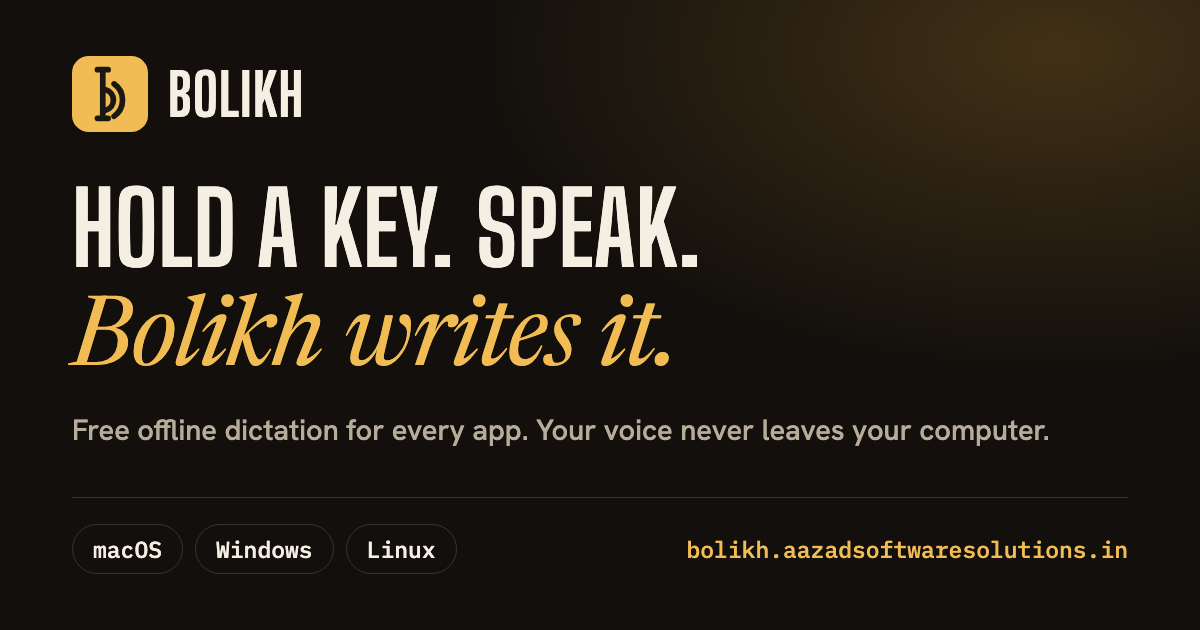 BOLIKH
HOLD A KEY. SPEAK.
Bolikh writes it.
Free offline dictation for every app. Your voice never leaves your computer.
macOS Windows Linux bolikh.aazadsoftwaresolutions.in